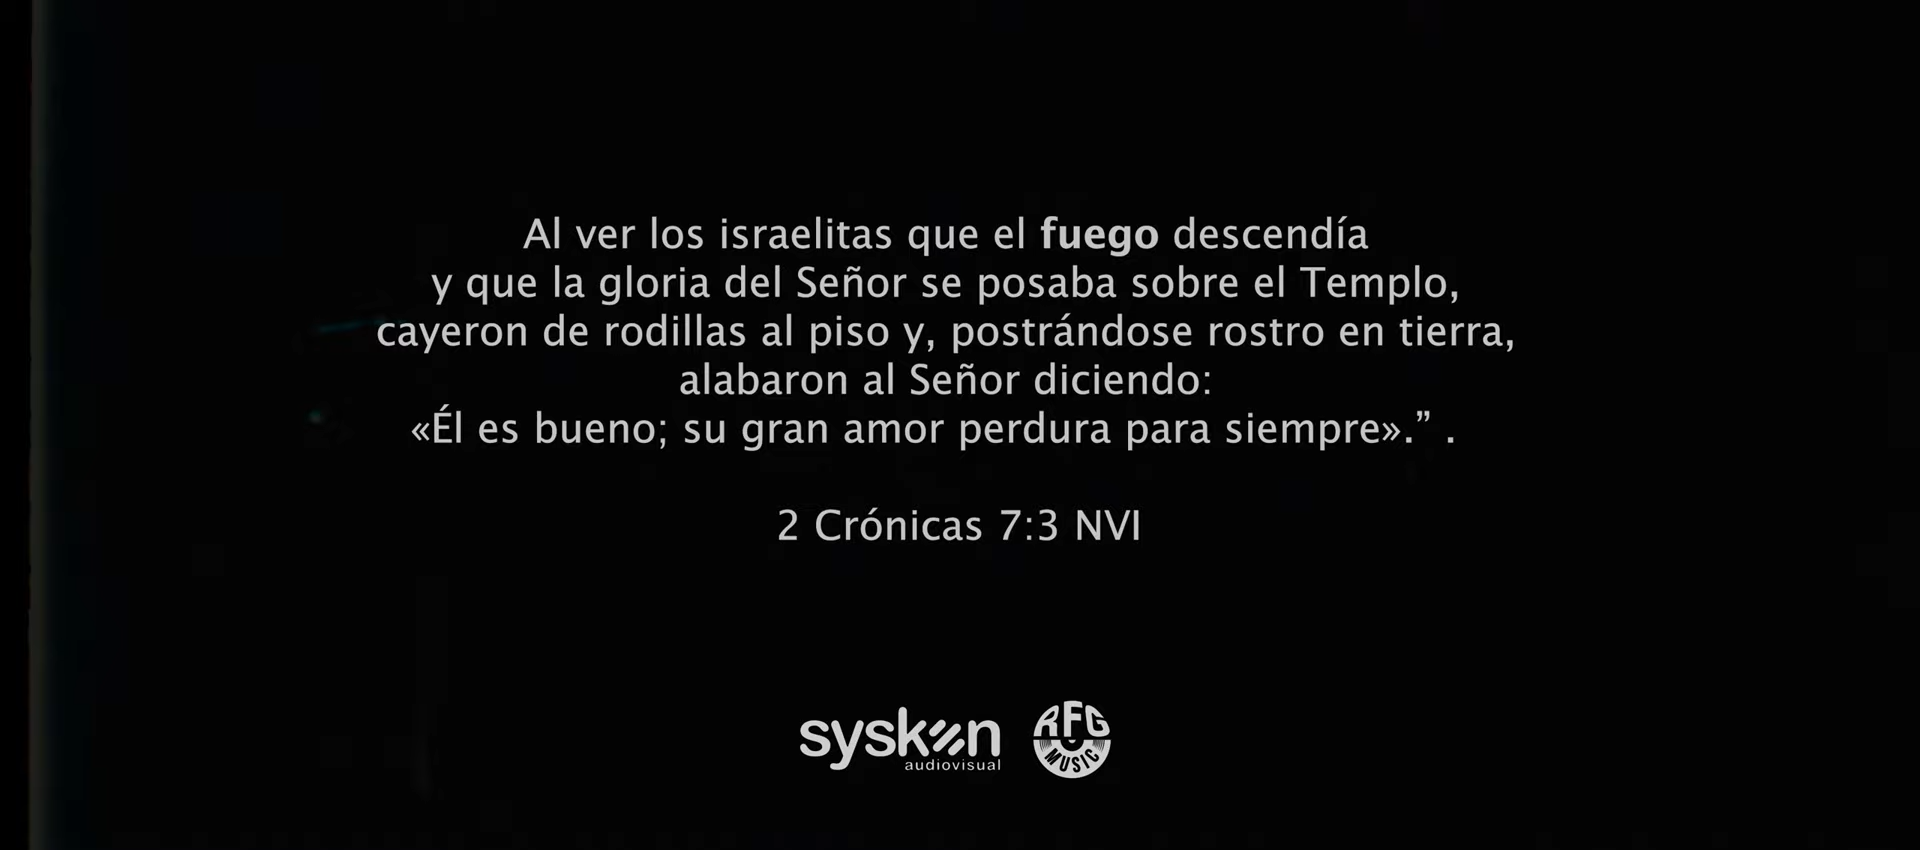 Al ver los israelitas que el fuego descendía
y que la gloria del Señor se posaba sobre el Templo,
cayeron de rodillas al piso y, postrándose rostro en tierra,
alabaron al Señor diciendo:
«Él es bueno; su gran amor perdura para siempre».” .
2 Crónicas 7:3 NVI
sysken
audiovisual
RFG
MUSIC